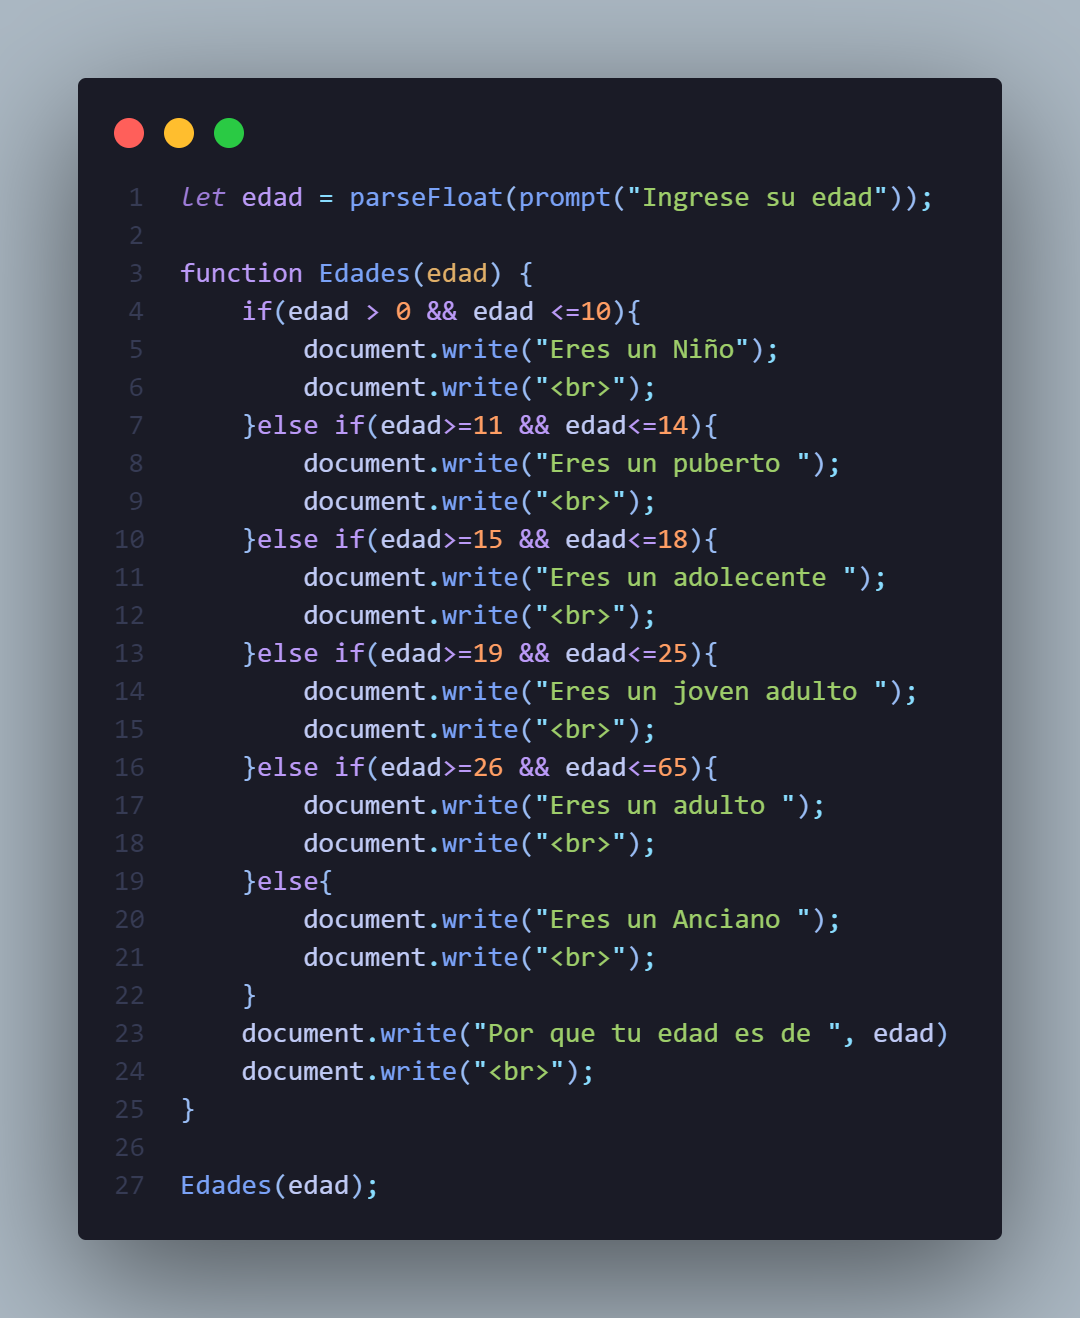 1 let edad = parseFloat(prompt("Ingrese su edad"));
2
3 function Edades(edad) {
4     if(edad > 0 && edad <=10){
5         document.write("Eres un Niño");
6         document.write("<br>");
7     }else if(edad>=11 && edad<=14){
8         document.write("Eres un puberto ");
9         document.write("<br>");
10     }else if(edad>=15 && edad<=18){
11         document.write("Eres un adolecente ");
12         document.write("<br>");
13     }else if(edad>=19 && edad<=25){
14         document.write("Eres un joven adulto ");
15         document.write("<br>");
16     }else if(edad>=26 && edad<=65){
17         document.write("Eres un adulto ");
18         document.write("<br>");
19     }else{
20         document.write("Eres un Anciano ");
21         document.write("<br>");
22     }
23     document.write("Por que tu edad es de ", edad)
24     document.write("<br>");
25 }
26
27 Edades(edad);